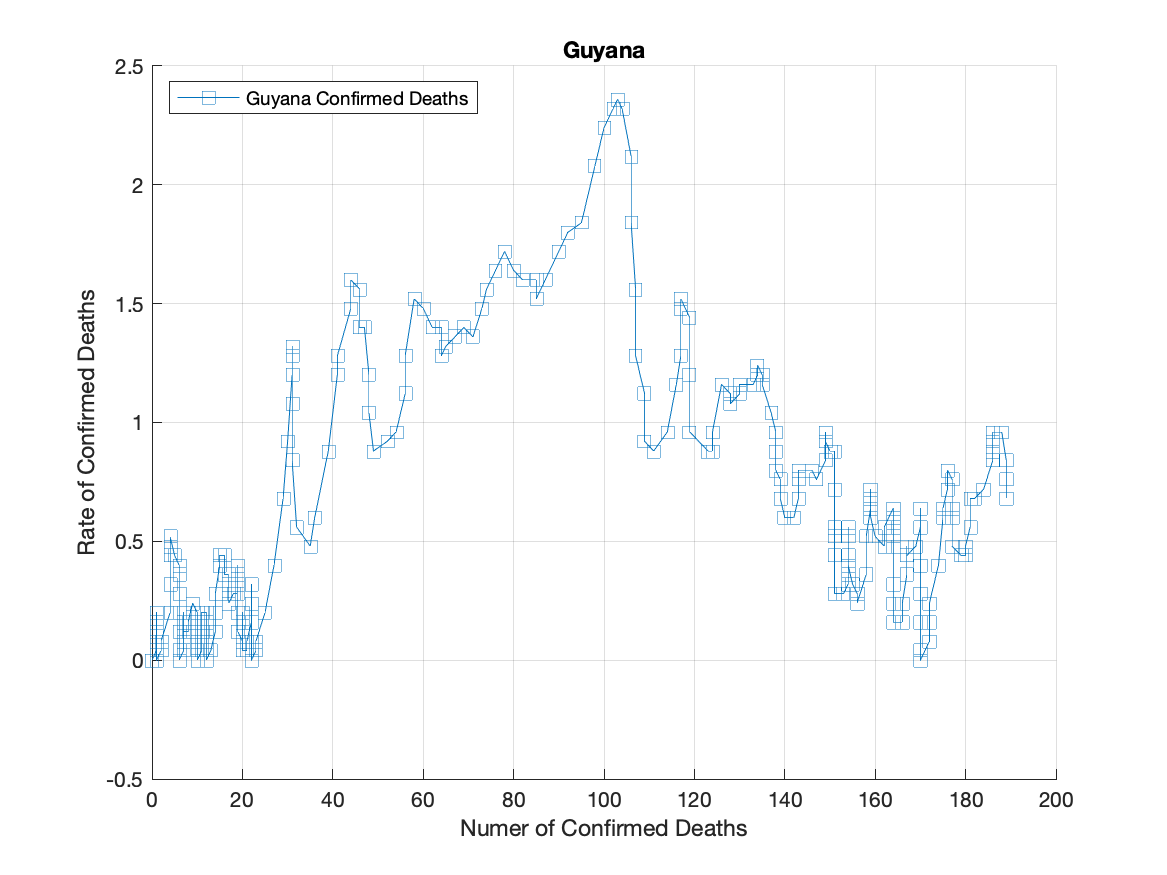 Guyana
Guyana Confirmed Deaths
Rate of Confirmed Deaths
2.5
2
1.5
1
0.5
0
-0.5
0 20 40 60 80 100 120 140 160 180 200
Numer of Confirmed Deaths